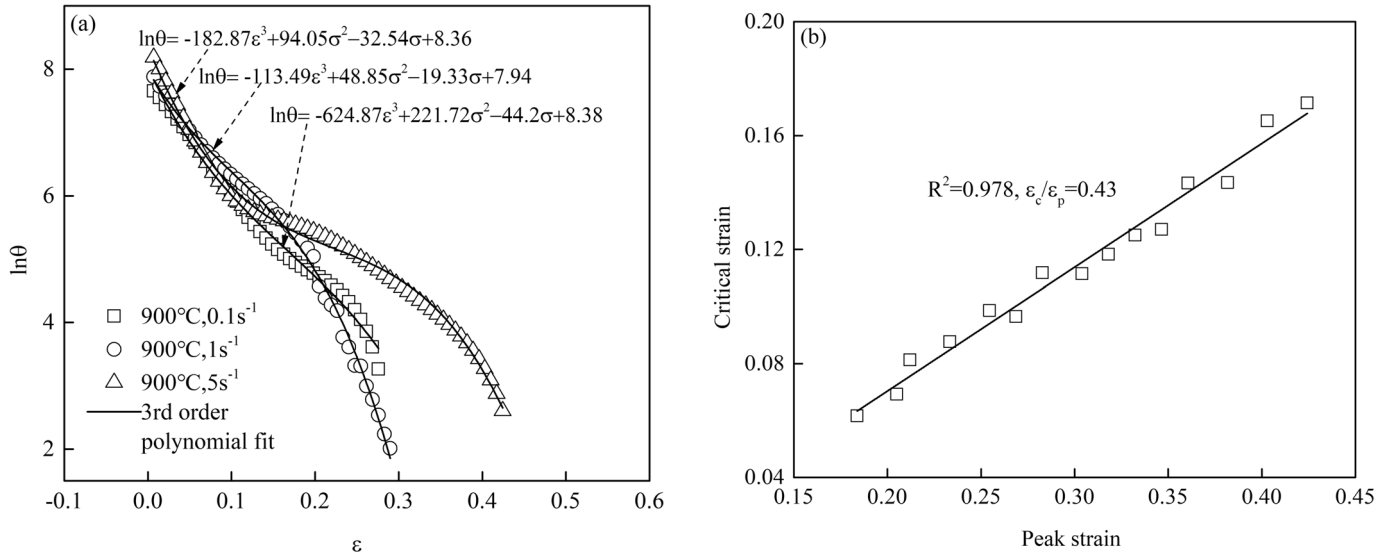 (a)
lnθ= -182.87ε³+94.05σ²−32.54σ+8.36
lnθ= -113.49ε³+48.85σ²−19.33σ+7.94
lnθ= -624.87ε³+221.72σ²−44.2σ+8.38
8
6
4
2
lnθ
900℃,0.1s⁻¹
900℃,1s⁻¹
900℃,5s⁻¹
3rd order
polynomial fit
-0.1 0.0 0.1 0.2 0.3 0.4 0.5 0.6
ε
(b)
R²=0.978, ε_c/ε_p=0.43
0.20
0.16
0.12
0.08
0.04
Critical strain
0.15 0.20 0.25 0.30 0.35 0.40 0.45
Peak strain